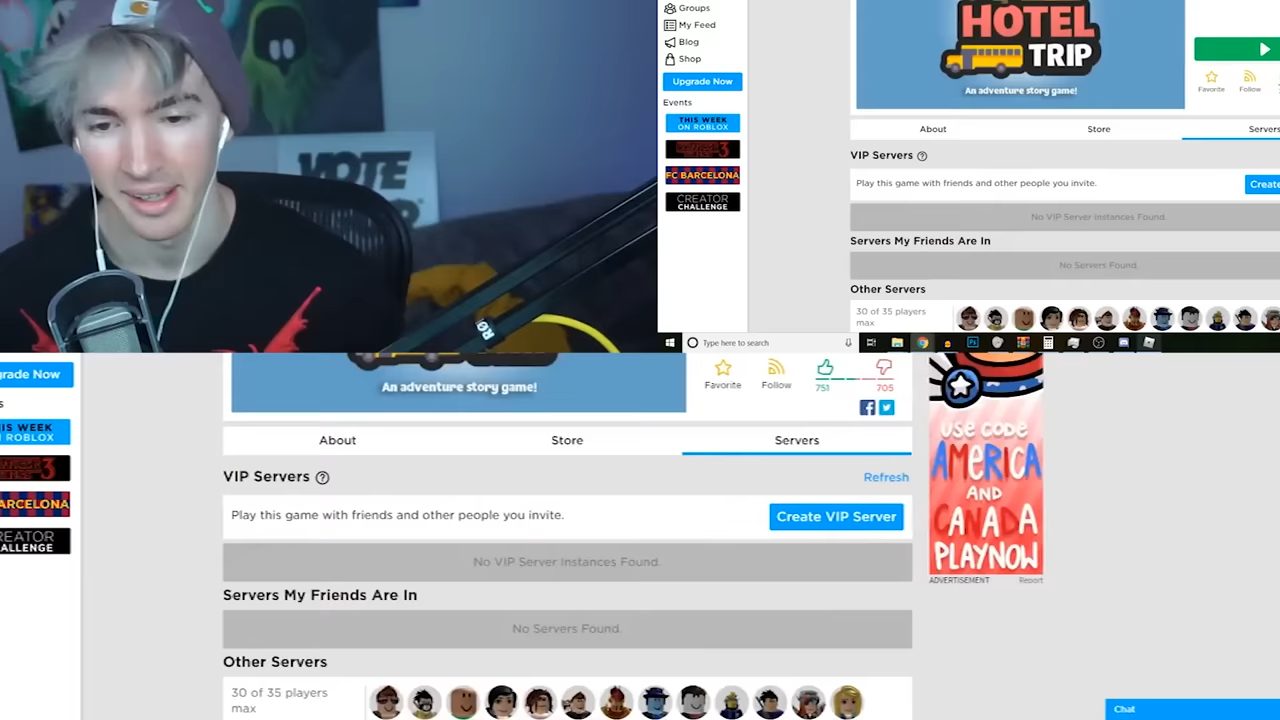 VOTE
Groups
My Feed
Blog
Shop
Upgrade Now
Events
THIS WEEK
ON ROBLOX
3
FC BARCELONA
CREATOR
CHALLENGE
HOTEL
TRIP
An adventure story game!
Favorite
Follow
About
Store
Servers
VIP Servers
Play this game with friends and other people you invite.
Create
No VIP Server Instances Found.
Servers My Friends Are In
No Servers Found.
Other Servers
30 of 35 players
max
Type here to search
grade Now
s
IS WEEK
N ROBLOX
3
ARCELONA
REATOR
ALLENGE
An adventure story game!
Favorite
Follow
751
705
About
Store
Servers
VIP Servers
Refresh
Play this game with friends and other people you invite.
Create VIP Server
No VIP Server Instances Found.
Servers My Friends Are In
No Servers Found.
Other Servers
30 of 35 players
max
USE CODE
AMERICA
AND
CANADA
PLAYNOW
ADVERTISEMENT
Report
Chat